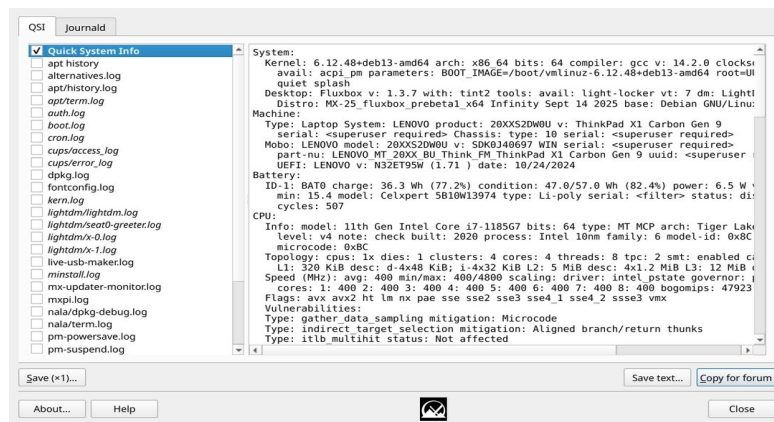 QSI
Journald
Quick System Info
apt history
alternatives.log
apt/history.log
apt/term.log
auth.log
boot.log
cron.log
cups/access_log
cups/error_log
dpkg.log
fontconfig.log
kern.log
lightdm/lightdm.log
lightdm/seat0-greeter.log
lightdm/x-0.log
lightdm/x-1.log
live-usb-maker.log
minstall.log
mx-updater-monitor.log
mxpi.log
nala/dpkg-debug.log
nala/term.log
pm-powersave.log
pm-suspend.log
System:
Kernel: 6.12.48+deb13-amd64 arch: x86_64 bits: 64 compiler: gcc v: 14.2.0 clocks
avail: acpi_pm parameters: BOOT_IMAGE=/boot/vmlinuz-6.12.48+deb13-amd64 root=U
quiet splash
Desktop: Fluxbox v: 1.3.7 with: tint2 tools: avail: light-locker vt: 7 dm: Light
Distro: MX-25_fluxbox_prebeta1_x64 Infinity Sept 14 2025 base: Debian GNU/Linu
Machine:
Type: Laptop System: LENOVO product: 20XXS2DW0U v: ThinkPad X1 Carbon Gen 9
serial: <superuser required> Chassis: type: 10 serial: <superuser required>
Mobo: LENOVO model: 20XXS2DW0U v: SDK0J40697 WIN serial: <superuser required>
part-nu: LENOVO_MT_20XX_BU_Think_FM_ThinkPad X1 Carbon Gen 9 uuid: <superuser
UEFI: LENOVO v: N32ET95W (1.71 ) date: 10/24/2024
Battery:
ID-1: BAT0 charge: 36.3 Wh (77.2%) condition: 47.0/57.0 Wh (82.4%) power: 6.5 W
min: 15.4 model: Celxpert 5B10W13974 type: Li-poly serial: <filter> status: di
cycles: 507
CPU:
Info: model: 11th Gen Intel Core i7-1185G7 bits: 64 type: MT MCP arch: Tiger Lak
level: v4 note: check built: 2020 process: Intel 10nm family: 6 model-id: 0x8C
microcode: 0xBC
Topology: cpus: 1x dies: 1 clusters: 4 cores: 4 threads: 8 tpc: 2 smt: enabled
L1: 320 KiB desc: d-4x48 KiB; i-4x32 KiB L2: 5 MiB desc: 4x1.2 MiB L3: 12 MiB
Speed (MHz): avg: 400 min/max: 400/4800 scaling: driver: intel_pstate governor:
cores: 1: 400 2: 400 3: 400 4: 400 5: 400 6: 400 7: 400 8: 400 bogomips: 47923
Flags: avx avx2 ht lm nx pae sse sse2 sse3 sse4_1 sse4_2 ssse3 vmx
Vulnerabilities:
Type: gather_data_sampling mitigation: Microcode
Type: indirect_target_selection mitigation: Aligned branch/return thunks
Type: itlb_multihit status: Not affected
Save (×1)...
Save text...
Copy for forum
About...
Help
Close